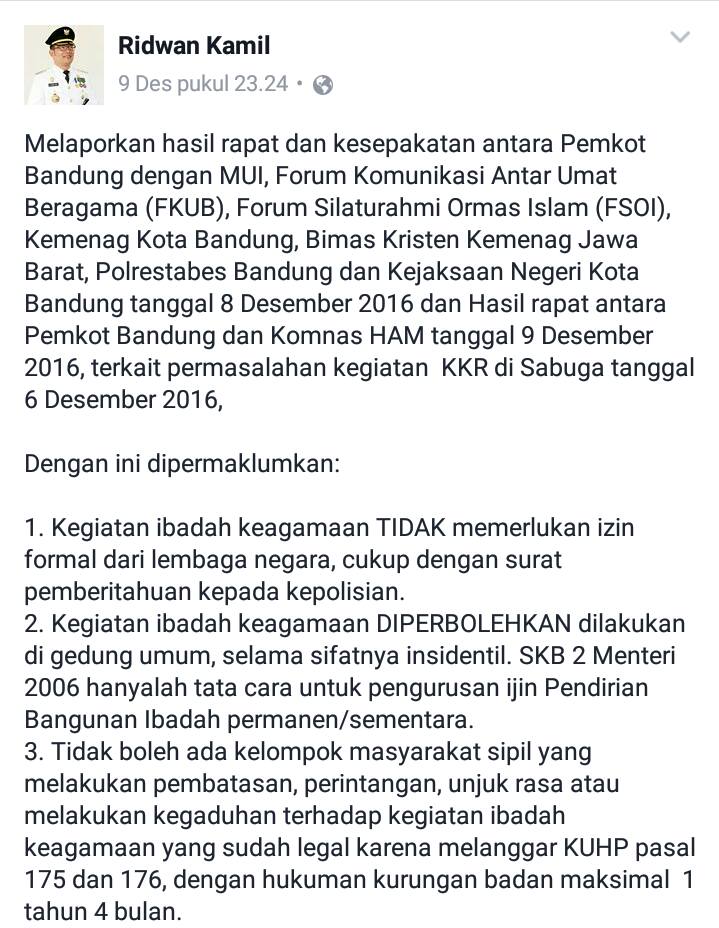 Ridwan Kamil
9 Des pukul 23.24 •
Melaporkan hasil rapat dan kesepakatan antara Pemkot
Bandung dengan MUI, Forum Komunikasi Antar Umat
Beragama (FKUB), Forum Silaturahmi Ormas Islam (FSOI),
Kemenag Kota Bandung, Bimas Kristen Kemenag Jawa
Barat, Polrestabes Bandung dan Kejaksaan Negeri Kota
Bandung tanggal 8 Desember 2016 dan Hasil rapat antara
Pemkot Bandung dan Komnas HAM tanggal 9 Desember
2016, terkait permasalahan kegiatan  KKR di Sabuga tanggal
6 Desember 2016,
Dengan ini dipermaklumkan:
1. Kegiatan ibadah keagamaan TIDAK memerlukan izin
formal dari lembaga negara, cukup dengan surat
pemberitahuan kepada kepolisian.
2. Kegiatan ibadah keagamaan DIPERBOLEHKAN dilakukan
di gedung umum, selama sifatnya insidentil. SKB 2 Menteri
2006 hanyalah tata cara untuk pengurusan ijin Pendirian
Bangunan Ibadah permanen/sementara.
3. Tidak boleh ada kelompok masyarakat sipil yang
melakukan pembatasan, perintangan, unjuk rasa atau
melakukan kegaduhan terhadap kegiatan ibadah
keagamaan yang sudah legal karena melanggar KUHP pasal
175 dan 176, dengan hukuman kurungan badan maksimal  1
tahun 4 bulan.